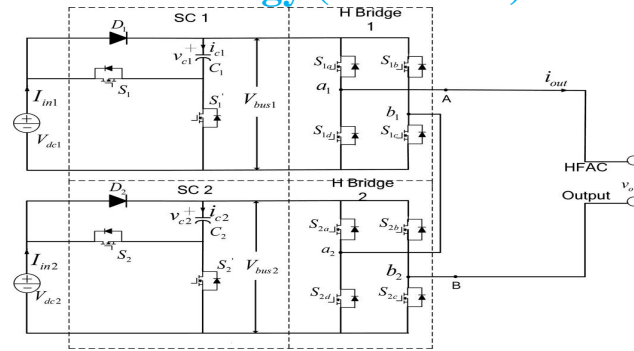 SC 1
H Bridge
1
D1
vc1 + ic1
C1
S1a
S1b
iout
S1
a1
A
Iin1
S1'
Vbus1
b1
Vdc1
S1d
S1c
HFAC
SC 2
H Bridge
2
D2
vo
Output
vc2 + ic2
C2
S2a
S2b
S2
a2
Iin2
S2'
Vbus2
b2
B
Vdc2
S2d
S2c